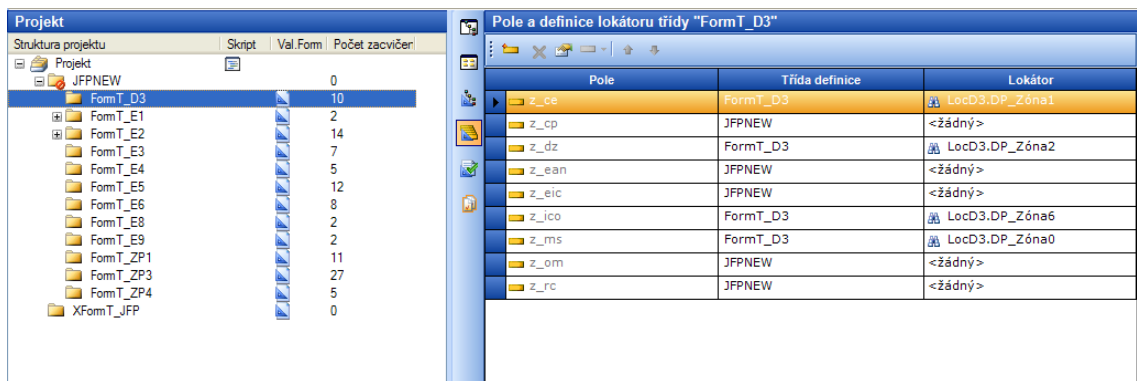 Projekt
Struktura projektu Skript Val.Form Počet zacvičer
Projekt
JFPNEW 0
FormT_D3 10
FormT_E1 2
FormT_E2 14
FormT_E3 7
FormT_E4 5
FormT_E5 12
FormT_E6 8
FormT_E8 2
FormT_E9 2
FormT_ZP1 11
FormT_ZP3 27
FormT_ZP4 5
XFormT_JFP 0
Pole a definice lokátoru třídy "FormT_D3"
Pole Třída definice Lokátor
z_ce FormT_D3 LocD3.DP_Zóna1
z_cp JFPNEW <žádný>
z_dz FormT_D3 LocD3.DP_Zóna2
z_ean JFPNEW <žádný>
z_eic JFPNEW <žádný>
z_ico FormT_D3 LocD3.DP_Zóna6
z_ms FormT_D3 LocD3.DP_Zóna0
z_om JFPNEW <žádný>
z_rc JFPNEW <žádný>